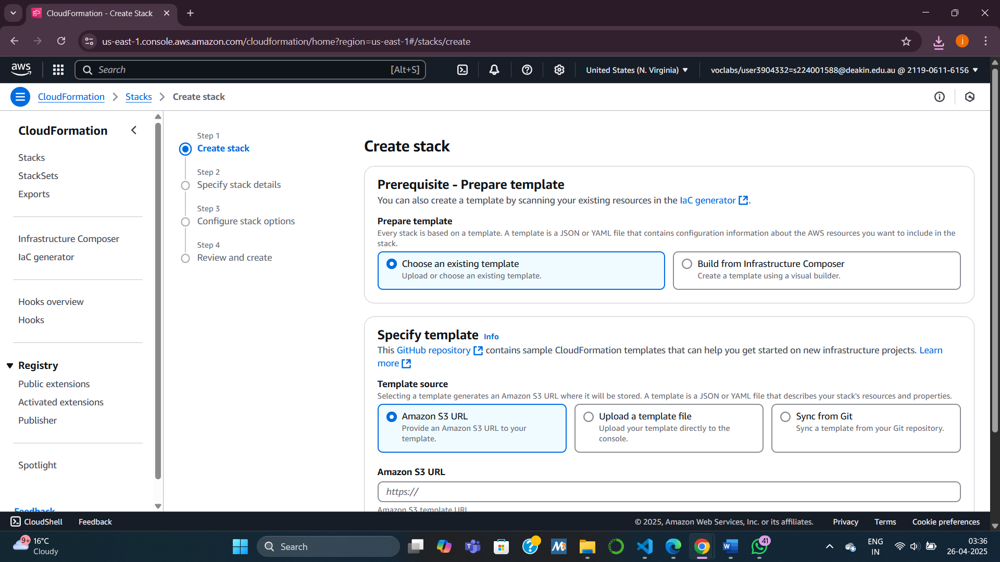 CloudFormation - Create Stack
us-east-1.console.aws.amazon.com/cloudformation/home?region=us-east-1#/stacks/create
j
aws
Search [Alt+S]
United States (N. Virginia)
voclabs/user3904332=s224001588@deakin.edu.au @ 2119-0611-6156
CloudFormation > Stacks > Create stack
CloudFormation
Stacks
StackSets
Exports
Infrastructure Composer
IaC generator
Hooks overview
Hooks
Registry
Public extensions
Activated extensions
Publisher
Spotlight
Feedback
Step 1
Create stack
Step 2
Specify stack details
Step 3
Configure stack options
Step 4
Review and create
Create stack
Prerequisite - Prepare template
You can also create a template by scanning your existing resources in the IaC generator.
Prepare template
Every stack is based on a template. A template is a JSON or YAML file that contains configuration information about the AWS resources you want to include in the
stack.
Choose an existing template
Upload or choose an existing template.
Build from Infrastructure Composer
Create a template using a visual builder.
Specify template Info
This GitHub repository contains sample CloudFormation templates that can help you get started on new infrastructure projects. Learn
more
Template source
Selecting a template generates an Amazon S3 URL where it will be stored. A template is a JSON or YAML file that describes your stack's resources and properties.
Amazon S3 URL
Provide an Amazon S3 URL to your
template.
Upload a template file
Upload your template directly to the
console.
Sync from Git
Sync a template from your Git repository.
Amazon S3 URL
https://
Amazon S3 template URL
CloudShell
Feedback
© 2025, Amazon Web Services, Inc. or its affiliates.
Privacy
Terms
Cookie preferences
9+
16°C
Cloudy
Search
41
ENG
IN
03:36
26-04-2025